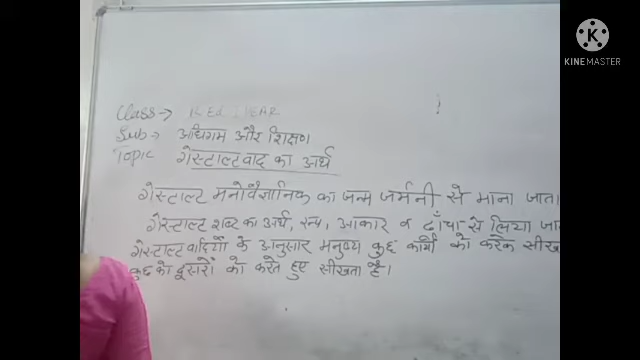 KINEMASTER
Class → B.Ed I YEAR
Sub → अधिगम और शिक्षण
Topic गेस्टाल्टवाद का अर्थ
गेस्टाल्ट मनोवैज्ञानिक का जन्म जर्मनी से माना जाता
गेस्टाल्ट शब्द का अर्थ, आकार व ढाँचा से लिया जा
गेस्टाल्टवादियों के अनुसार मनुष्य कुछ कार्यो को करके सीख
कुछ को दूसरों को करते हुए सीखता है।